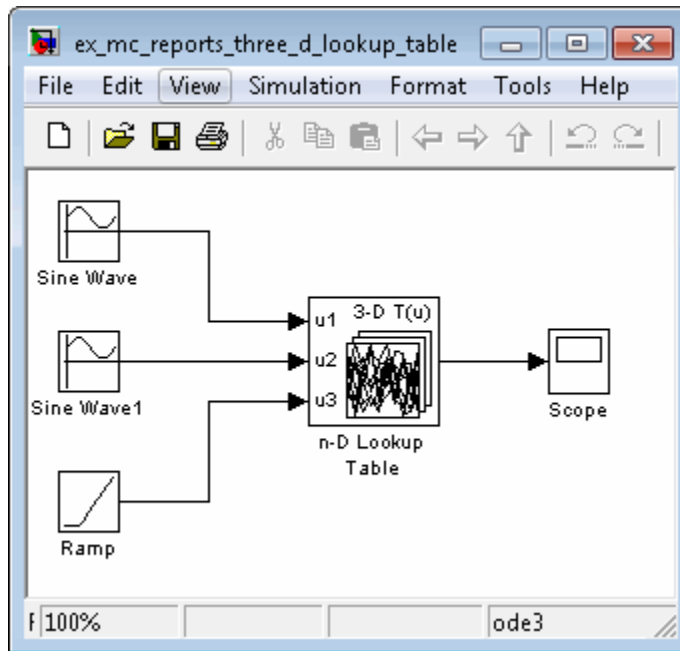 ex_mc_reports_three_d_lookup_table
File Edit View Simulation Format Tools Help
Sine Wave
Sine Wave1
Ramp
3-D T(u)
u1
u2
u3
n-D Lookup
Table
Scope
100%
ode3